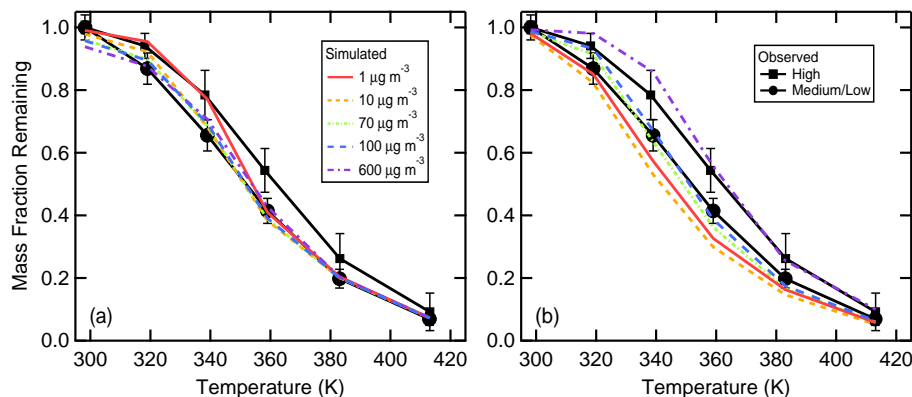 1.0
0.8
0.6
0.4
0.2
0.0
Mass Fraction Remaining
300 320 340 360 380 400 420
Temperature (K)
(a)
Simulated
1 µg m⁻³
10 µg m⁻³
70 µg m⁻³
100 µg m⁻³
600 µg m⁻³
1.0
0.8
0.6
0.4
0.2
0.0
300 320 340 360 380 400 420
Temperature (K)
(b)
Observed
High
Medium/Low